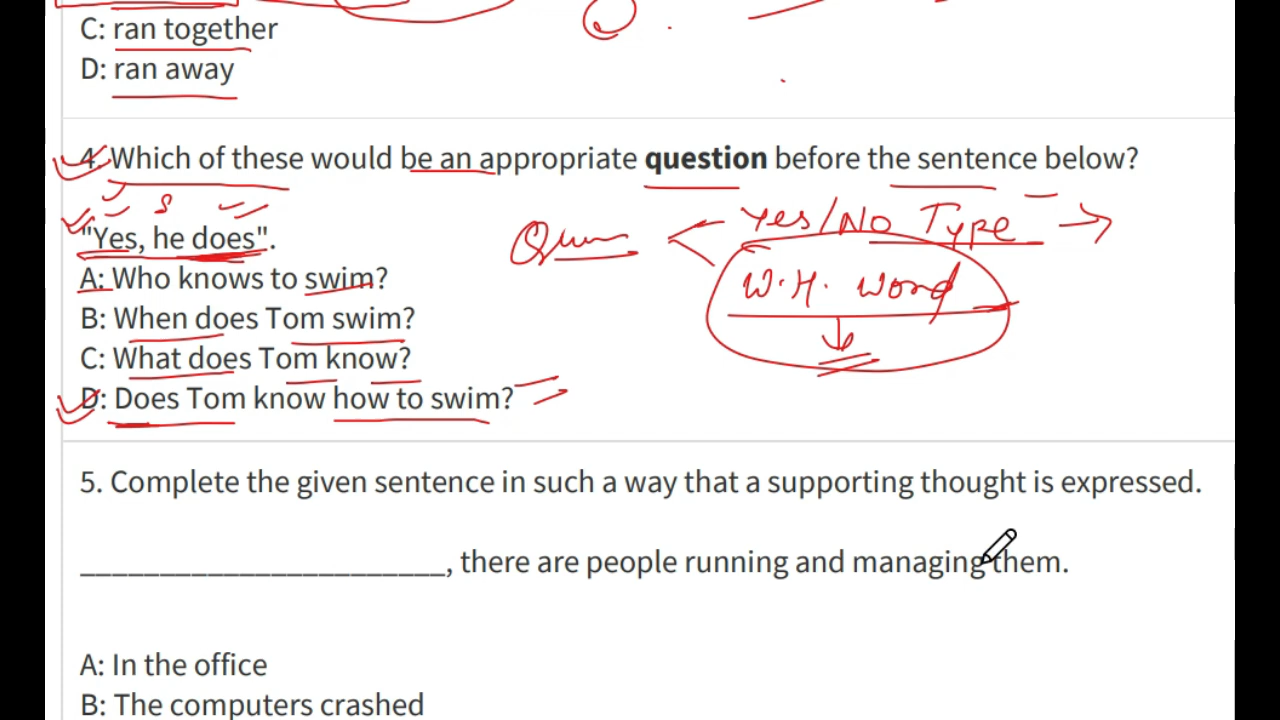 C: ran together
D: ran away
4. Which of these would be an appropriate question before the sentence below?
"Yes, he does".
A: Who knows to swim?
B: When does Tom swim?
C: What does Tom know?
D: Does Tom know how to swim?
Yes/No Type
W.H. Word
5. Complete the given sentence in such a way that a supporting thought is expressed.
_______________________, there are people running and managing them.
A: In the office
B: The computers crashed